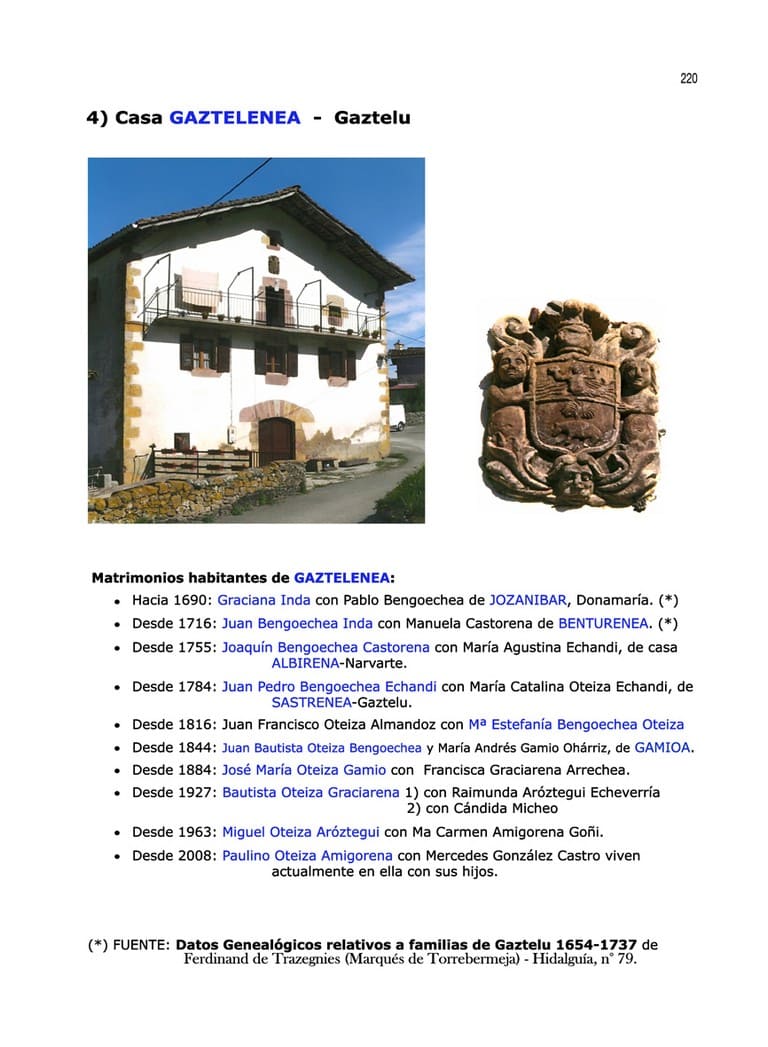 220
4) Casa GAZTELENEA - Gaztelu
Matrimonios habitantes de GAZTELENEA:
• Hacia 1690: Graciana Inda con Pablo Bengoechea de JOZANIBAR, Donamaría. (*)
• Desde 1716: Juan Bengoechea Inda con Manuela Castorena de BENTURENEA. (*)
• Desde 1755: Joaquín Bengoechea Castorena con María Agustina Echandi, de casa
ALBIRENA-Narvarte.
• Desde 1784: Juan Pedro Bengoechea Echandi con María Catalina Oteiza Echandi, de
SASTRENEA-Gaztelu.
• Desde 1816: Juan Francisco Oteiza Almandoz con Mª Estefanía Bengoechea Oteiza
• Desde 1844: Juan Bautista Oteiza Bengoechea y María Andrés Gamio Ohárriz, de GAMIOA.
• Desde 1884: José María Oteiza Gamio con Francisca Graciarena Arrechea.
• Desde 1927: Bautista Oteiza Graciarena 1) con Raimunda Aróztegui Echeverría
2) con Cándida Micheo
• Desde 1963: Miguel Oteiza Aróztegui con Ma Carmen Amigorena Goñi.
• Desde 2008: Paulino Oteiza Amigorena con Mercedes González Castro viven
actualmente en ella con sus hijos.
(*) FUENTE: Datos Genealógicos relativos a familias de Gaztelu 1654-1737 de
Ferdinand de Trazegnies (Marqués de Torrebermeja) - Hidalguía, n° 79.